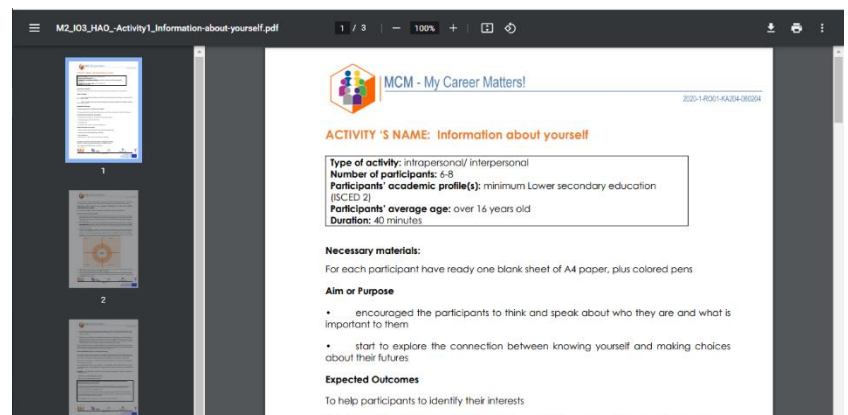 M2_IO3_HAO_-Activity1_Information-about-yourself.pdf
1 / 3
100%
MCM - My Career Matters!
2020-1-RO01-KA204-080264
ACTIVITY 'S NAME: Information about yourself
Type of activity: intrapersonal/ interpersonal
Number of participants: 6-8
Participants' academic profile(s): minimum Lower secondary education
(ISCED 2)
Participants' average age: over 16 years old
Duration: 40 minutes
Necessary materials:
For each participant have ready one blank sheet of A4 paper, plus colored pens
Aim or Purpose
• encouraged the participants to think and speak about who they are and what is
important to them
• start to explore the connection between knowing yourself and making choices
about their futures
Expected Outcomes
To help participants to identify their interests
1
2